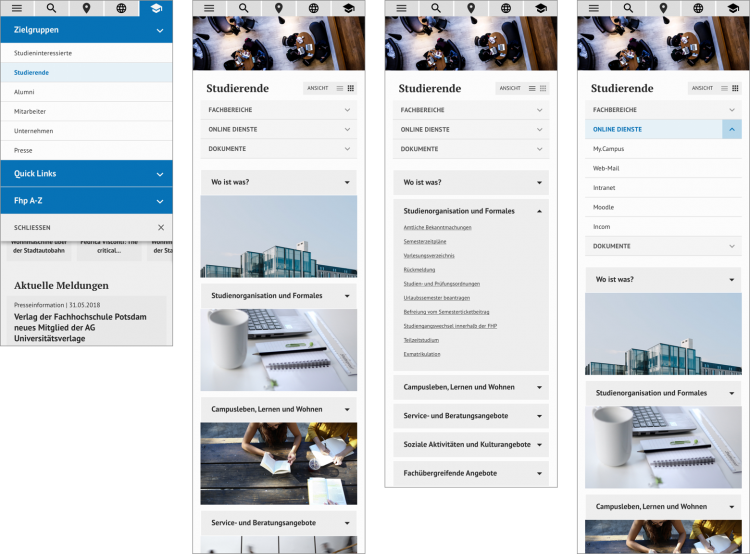 Zielgruppen
Studieninteressierte
Studierende
Alumni
Mitarbeiter
Unternehmen
Presse
Quick Links
Fhp A-Z
SCHLIESSEN
Wohnmaschine über
der Stadtautobahn
Fedrica Visconti: The
critical...
Wohnm
der Sta
Aktuelle Meldungen
Presseinformation | 31.05.2018
Verlag der Fachhochschule Potsdam
neues Mitglied der AG
Universitätsverlage
Studierende
ANSICHT
FACHBEREICHE
ONLINE DIENSTE
DOKUMENTE
Wo ist was?
Studienorganisation und Formales
Campusleben, Lernen und Wohnen
Service- und Beratungsangebote
Studierende
ANSICHT
FACHBEREICHE
ONLINE DIENSTE
DOKUMENTE
Wo ist was?
Studienorganisation und Formales
Amtliche Bekanntmachungen
Semesterzeitpläne
Vorlesungsverzeichnis
Rückmeldung
Studien- und Prüfungsordnungen
Urlaubssemester beantragen
Befreiung vom Semesterticketbeitrag
Studiengangswechsel innerhalb der FHP
Teilzeitstudium
Exmatrikulation
Campusleben, Lernen und Wohnen
Service- und Beratungsangebote
Soziale Aktivitäten und Kulturangebote
Fachübergreifende Angebote
Studierende
ANSICHT
FACHBEREICHE
ONLINE DIENSTE
My.Campus
Web-Mail
Intranet
Moodle
Incom
DOKUMENTE
Wo ist was?
Studienorganisation und Formales
Campusleben, Lernen und Wohnen